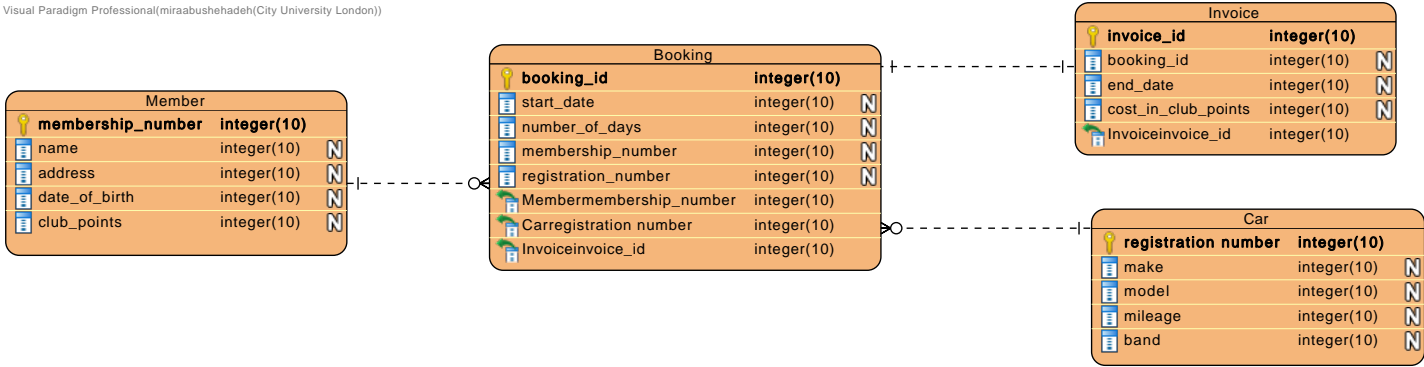 Visual Paradigm Professional(miraabushehadeh(City University London))
Member
membership_number integer(10)
name integer(10) N
address integer(10) N
date_of_birth integer(10) N
club_points integer(10) N
Booking
booking_id integer(10)
start_date integer(10) N
number_of_days integer(10) N
membership_number integer(10) N
registration_number integer(10) N
Membermembership_number integer(10)
Carregistration number integer(10)
Invoiceinvoice_id integer(10)
Invoice
invoice_id integer(10)
booking_id integer(10) N
end_date integer(10) N
cost_in_club_points integer(10) N
Invoiceinvoice_id integer(10)
Car
registration number integer(10)
make integer(10) N
model integer(10) N
mileage integer(10) N
band integer(10) N